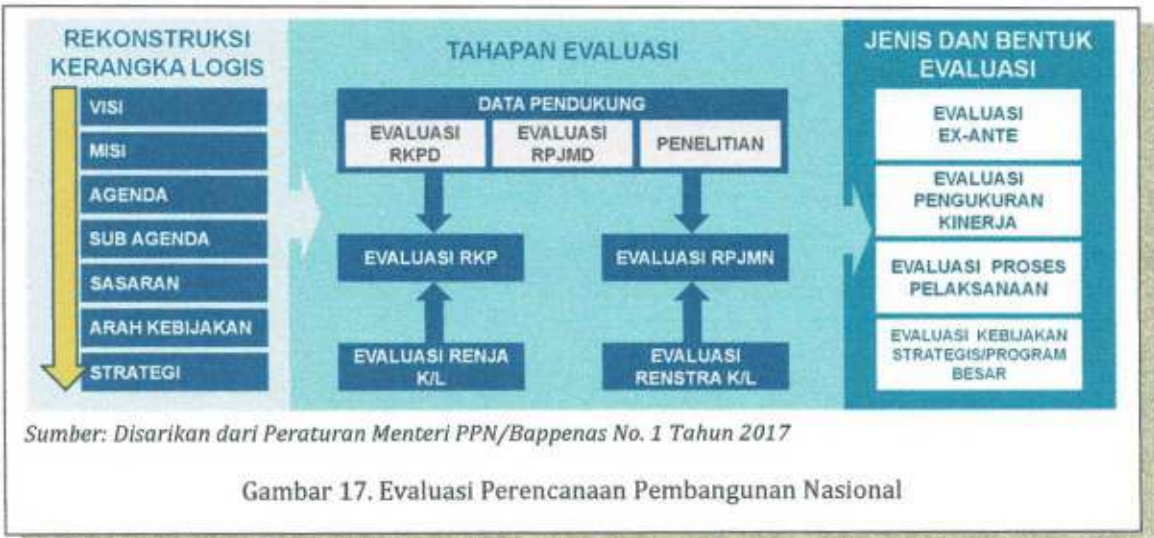 REKONSTRUKSI
KERANGKA LOGIS
VISI
MISI
AGENDA
SUB AGENDA
SASARAN
ARAH KEBIJAKAN
STRATEGI
TAHAPAN EVALUASI
DATA PENDUKUNG
EVALUASI
RKPD
EVALUASI
RPJMD
PENELITIAN
EVALUASI RKP
EVALUASI RPJMN
EVALUASI RENJA
K/L
EVALUASI
RENSTRA K/L
JENIS DAN BENTUK
EVALUASI
EVALUASI
EX-ANTE
EVALUASI
PENGUKURAN
KINERJA
EVALUASI PROSES
PELAKSANAAN
EVALUASI KEBIJAKAN
STRATEGIS/PROGRAM
BESAR
Sumber: Disarikan dari Peraturan Menteri PPN/Bappenas No. 1 Tahun 2017
Gambar 17. Evaluasi Perencanaan Pembangunan Nasional